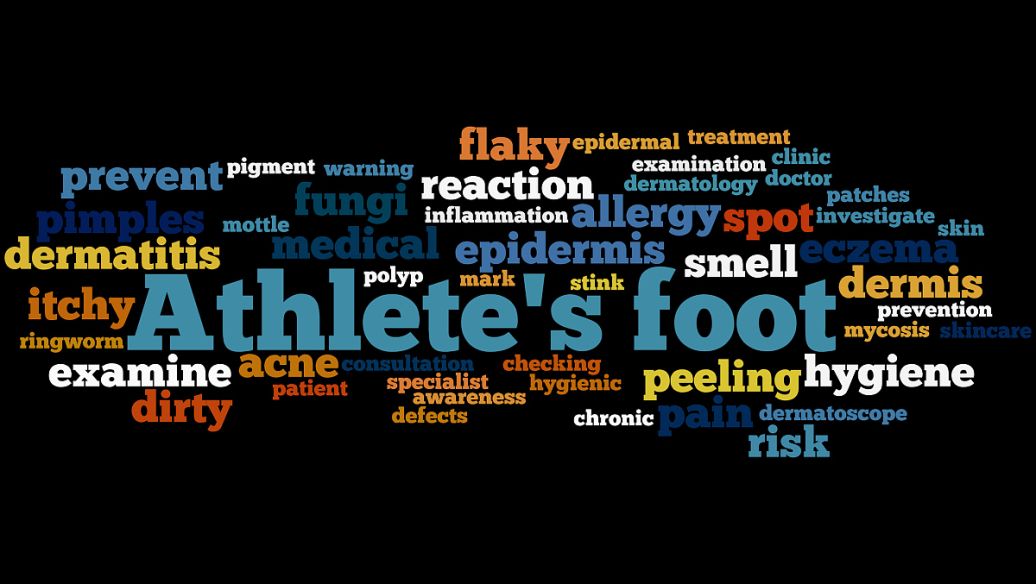 flaky epidermal treatment
prevent pigment warning examination clinic
fungi reaction dermatology doctor
pimples mottle inflammation allergy spot investigate patches
dermatitis medical epidermis smell eczema skin
itchy polyp mark stink dermis
Athlete's foot prevention
ringworm mycosis skincare
examine acne consultation checking peeling hygiene
patient specialist hygienic
dirty awareness
defects chronic pain dermatoscope
risk